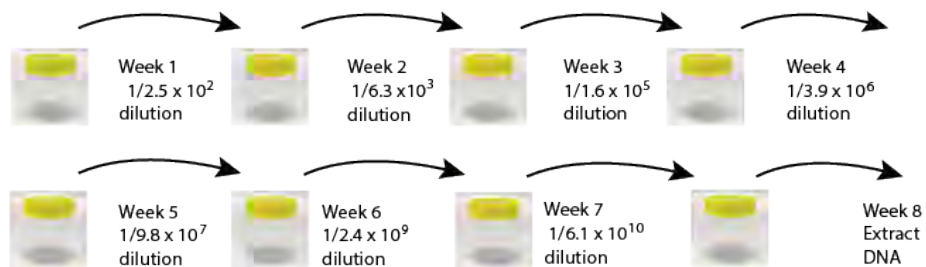 Week 1
1/2.5 x 10²
dilution
Week 2
1/6.3 x10³
dilution
Week 3
1/1.6 x 10⁵
dilution
Week 4
1/3.9 x 10⁶
dilution
Week 5
1/9.8 x 10⁷
dilution
Week 6
1/2.4 x 10⁹
dilution
Week 7
1/6.1 x 10¹⁰
dilution
Week 8
Extract
DNA